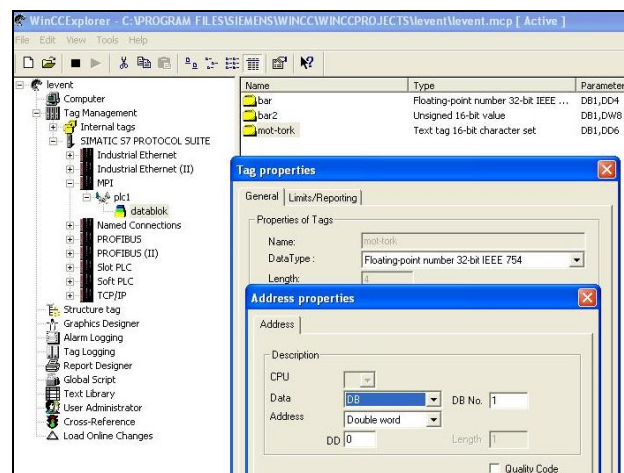 WinCCExplorer - C:\PROGRAM FILES\SIEMENS\WINCC\WINCCPROJECTS\levent\levent.mcp [ Active ]
File Edit View Tools Help
levent
Computer
Tag Management
Internal tags
SIMATIC S7 PROTOCOL SUITE
Industrial Ethernet
Industrial Ethernet (II)
MPI
plc1
datablok
Named Connections
PROFIBUS
PROFIBUS (II)
Slot PLC
Soft PLC
TCP/IP
Structure tag
Graphics Designer
Alarm Logging
Tag Logging
Report Designer
Global Script
Text Library
User Administrator
Cross-Reference
Load Online Changes
Name Type Parameter
bar Floating-point number 32-bit IEEE ... DB1,DD4
bar2 Unsigned 16-bit value DB1,DW8
mot-tork Text tag 16-bit character set DB1,DD6
Tag properties
General Limits/Reporting
Properties of Tags
Name: mot-tork
DataType : Floating-point number 32-bit IEEE 754
Length: 4
Address properties
Address
Description
CPU
Data DB DB No. 1
Address Double word
DD 0 Length 1
Quality Code